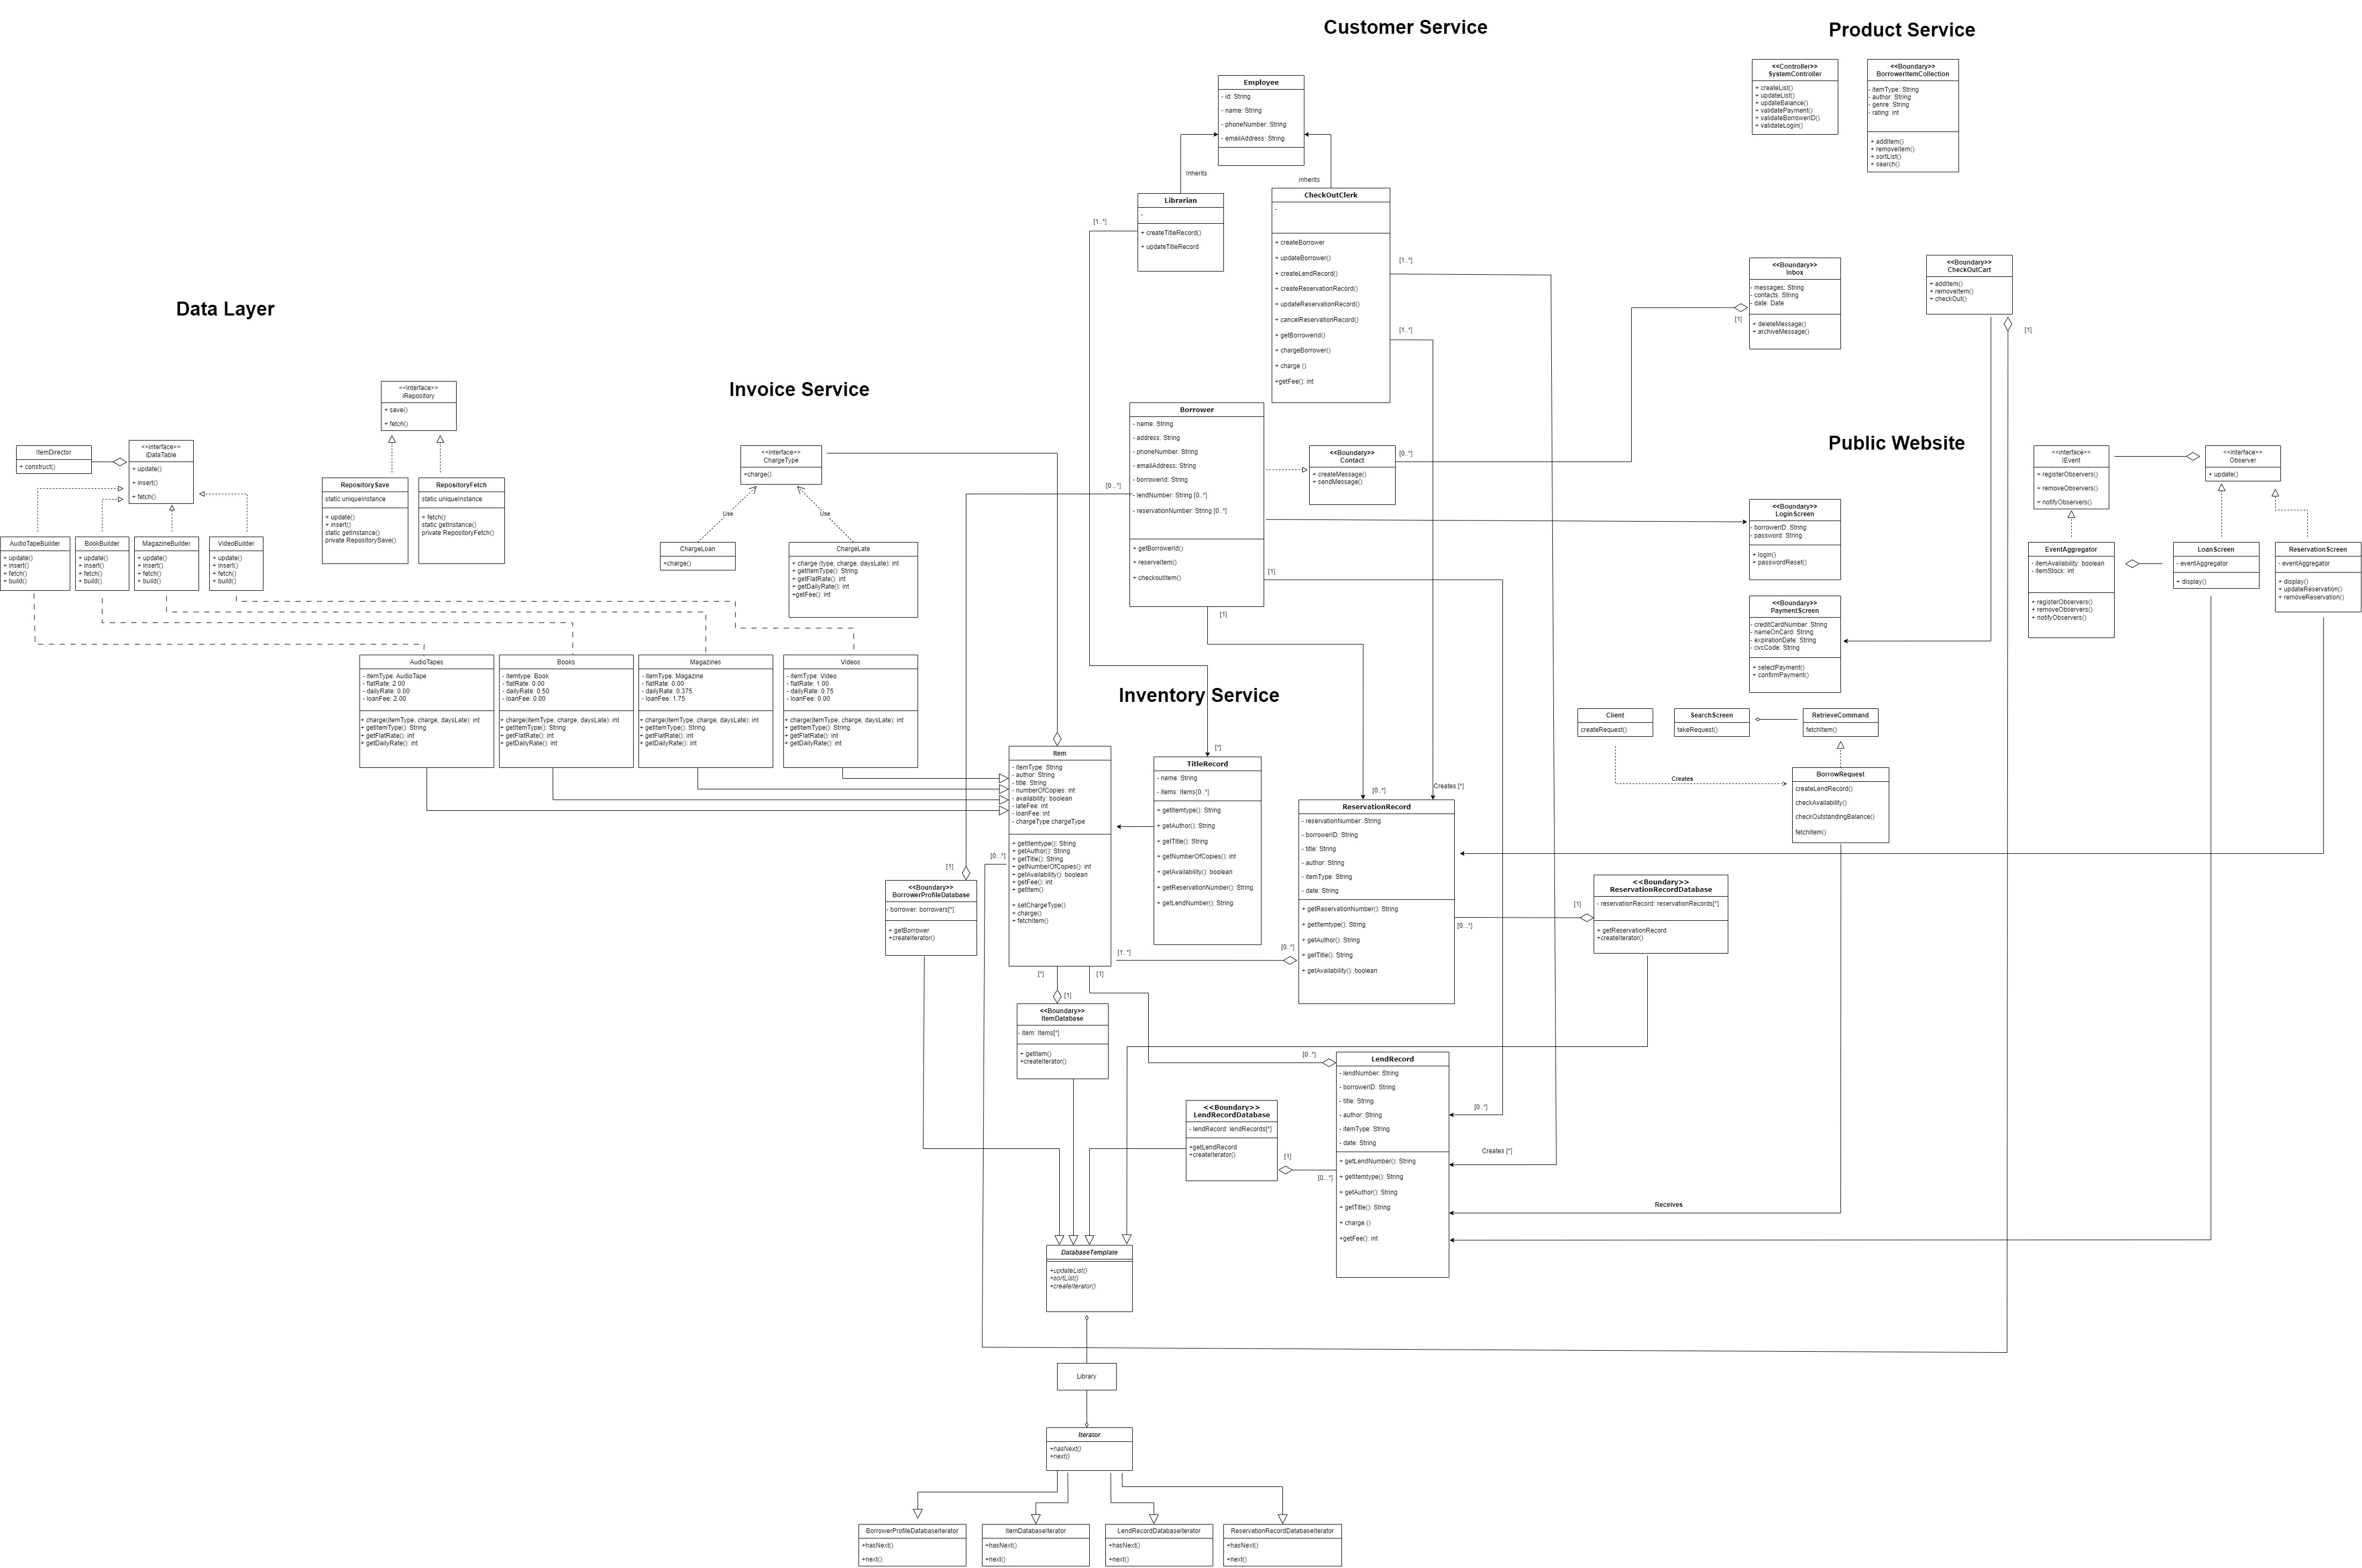 Customer Service
Product Service
Employee
- id: String
- name: String
- phoneNumber: String
- emailAddress: String
Inherits
Inherits
Librarian
-
+ createTitleRecord()
+ updateTitleRecord
[1..*]
CheckOutClerk
-
+ createBorrower
+ updateBorrower()
+ createLendRecord()
+ createReservationRecord()
+ updateReservationRecord()
+ cancelReservationRecord()
+ getBorrowerId()
+ chargeBorrower()
+ charge ()
+getFee(): int
[1..*]
[1..*]
<<Controller>>
SystemController
+ createList()
+ updateList()
+ updateBalance()
+ validatePayment()
+ validateBorrowerID()
+ validateLogin()
<<Boundary>>
BorrowerItemCollection
- itemType: String
- author: String
- genre: String
- rating: int
+ addItem()
+ removeItem()
+ sortList()
+ search()
<<Boundary>>
Inbox
- messages: String
- contacts: String
- date: Date
+ deleteMessage()
+ archiveMessage()
[1]
<<Boundary>>
CheckOutCart
+ addItem()
+ removeItem()
+ checkOut()
[1]
Data Layer
<<interface>>
iRepository
+ save()
+ fetch()
ItemDirector
+ construct()
<<interface>>
iDataTable
+ update()
+ insert()
+ fetch()
RepositorySave
static uniqueInstance
+ update()
+ insert()
static getInstance()
private RepositorySave()
RepositoryFetch
static uniqueInstance
+ fetch()
static getInstance()
private RepositoryFetch()
AudioTapeBuilder
+ update()
+ insert()
+ fetch()
+ build()
BookBuilder
+ update()
+ insert()
+ fetch()
+ build()
MagazineBuilder
+ update()
+ insert()
+ fetch()
+ build()
VideoBuilder
+ update()
+ insert()
+ fetch()
+ build()
Invoice Service
<<interface>>
ChargeType
+charge()
Use
Use
ChargeLoan
+charge()
ChargeLate
+ charge (type, charge, daysLate): int
+ getItemType(): String
+ getFlatRate(): int
+ getDailyRate(): int
+getFee(): int
AudioTapes
- itemType: AudioTape
- flatRate: 2.00
- dailyRate: 0.00
- loanFee: 2.00
+ charge(itemType, charge, daysLate): int
+ getItemType(): String
+ getFlatRate(): int
+ getDailyRate(): int
Books
- itemtype: Book
- flatRate: 0.00
- dailyRate: 0.50
- loanFee: 0.00
+ charge(itemType, charge, daysLate): int
+ getItemType(): String
+ getFlatRate(): int
+ getDailyRate(): int
Magazines
- itemType: Magazine
- flatRate: 0.00
- dailyRate: 0.375
- loanFee: 1.75
+ charge(itemType, charge, daysLate): int
+ getItemType(): String
+ getFlatRate(): int
+ getDailyRate(): int
Videos
- itemType: Video
- flatRate: 1.00
- dailyRate: 0.75
- loanFee: 0.00
+ charge(itemType, charge, daysLate): int
+ getItemType(): String
+ getFlatRate(): int
+ getDailyRate(): int
Borrower
- name: String
- address: String
- phoneNumber: String
- emailAddress: String
- borrowerId: String
- lendNumber: String [0..*]
- reservationNumber: String [0..*]
+ getBorrowerId()
+ reserveItem()
+ checkoutItem()
[0...*]
[1]
[1]
<<Boundary>>
Contact
+ createMessage()
+ sendMessage()
[0..*]
Public Website
<<Boundary>>
LoginScreen
- borrowerID: String
- password: String
+ login()
+ passwordReset()
<<Boundary>>
PaymentScreen
- creditCardNumber: String
- nameOnCard: String
- expirationDate: String
- cvcCode: String
+ selectPayment()
+ confirmPayment()
<<interface>>
IEvent
+ registerObservers()
+ removeObservers()
+ notifyObservers()
<<interface>>
Observer
+ update()
EventAggregator
- itemAvailability: boolean
- itemStock: int
+ registerObservers()
+ removeObservers()
+ notifyObservers()
LoanScreen
- eventAggregator
+ display()
ReservationScreen
- eventAggregator
+ display()
+ updateReservation()
+ removeReservation()
Client
createRequest()
SearchScreen
takeRequest()
RetrieveCommand
fetchItem()
Creates
BorrowRequest
createLendRecord()
checkAvailability()
checkOutstandingBalance()
fetchItem()
Inventory Service
[*]
Item
- itemType: String
- author: String
- title: String
- numberOfCopies: int
- availability: boolean
- lateFee: int
- loanFee: int
- chargeType chargeType
+ getItemtype(): String
+ getAuthor(): String
+ getTitle(): String
+ getNumberOfCopies(): int
+ getAvailability(): boolean
+ getFee(): int
+ getItem()
+ setChargeType()
+ charge()
+ fetchItem()
[0...*]
TitleRecord
- name: String
- items: Items[0..*]
+ getItemtype(): String
+ getAuthor(): String
+ getTitle(): String
+ getNumberOfCopies(): int
+ getAvailability(): boolean
+ getReservationNumber(): String
+ getLendNumber(): String
[0..*]
Creates [*]
ReservationRecord
- reservationNumber: String
- borrowerID: String
- title: String
- author: String
- itemType: String
- date: String
+ getReservationNumber(): String
+ getItemtype(): String
+ getAuthor(): String
+ getTitle(): String
+ getAvailability(): boolean
[0...*]
[1]
<<Boundary>>
ReservationRecordDatabase
- reservationRecord: reservationRecords[*]
+ getReservationRecord
+createIterator()
[1]
<<Boundary>>
BorrowerProfileDatabase
- borrower: borrowers[*]
+ getBorrower
+createIterator()
[1..*]
[0..*]
[*]
[1]
[1]
<<Boundary>>
ItemDatabase
- item: Items[*]
+ getItem()
+createIterator()
[0..*]
LendRecord
- lendNumber: String
- borrowerID: String
- title: String
- author: String
- itemType: String
- date: String
+ getLendNumber(): String
+ getItemtype(): String
+ getAuthor(): String
+ getTitle(): String
+ charge ()
+getFee(): int
[0..*]
Creates [*]
Receives
<<Boundary>>
LendRecordDatabase
- lendRecord: lendRecords[*]
+getLendRecord
+createIterator()
[1]
[0...*]
DatabaseTemplate
+updateList()
+sortList()
+createIterator()
Library
Iterator
+hasNext()
+next()
BorrowerProfileDatabaseIterator
+hasNext()
+next()
ItemDatabaseIterator
+hasNext()
+next()
LendRecordDatabaseIterator
+hasNext()
+next()
ReservationRecordDatabaseIterator
+hasNext()
+next()